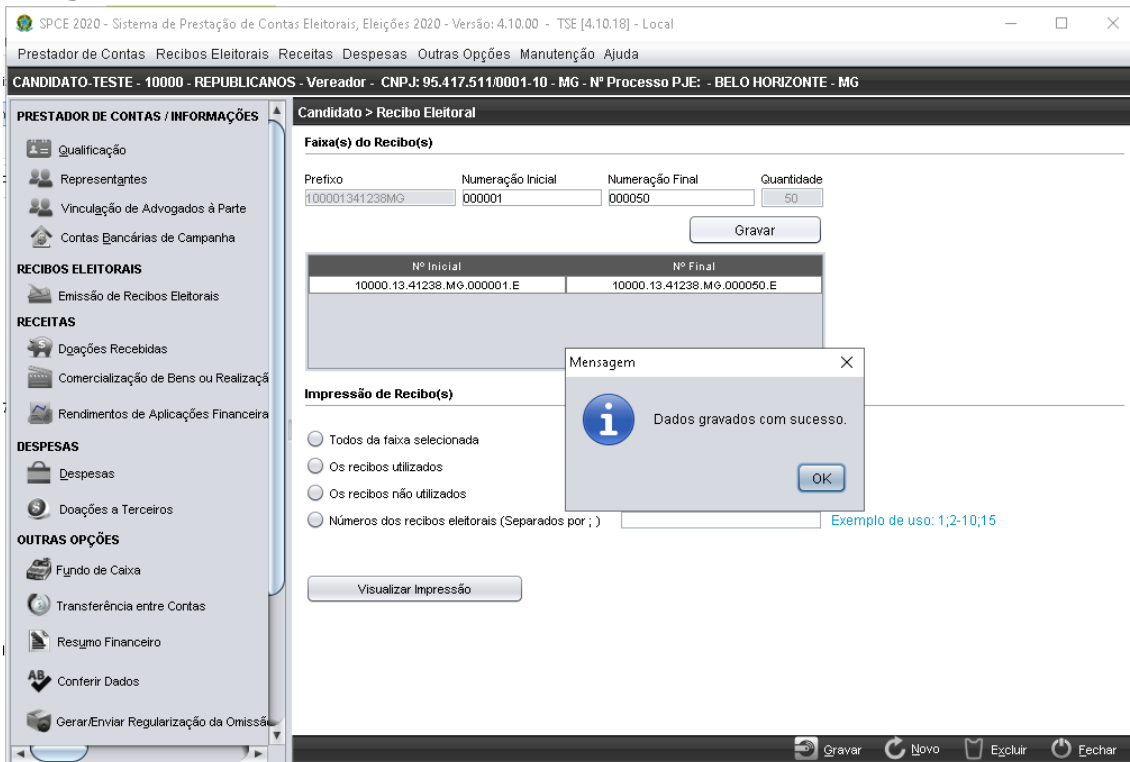 SPCE 2020 - Sistema de Prestação de Contas Eleitorais, Eleições 2020 - Versão: 4.10.00 - TSE [4.10.18] - Local
Prestador de Contas Recibos Eleitorais Receitas Despesas Outras Opções Manutenção Ajuda
CANDIDATO-TESTE - 10000 - REPUBLICANOS - Vereador - CNPJ: 95.417.511/0001-10 - MG - Nº Processo PJE: - BELO HORIZONTE - MG
PRESTADOR DE CONTAS / INFORMAÇÕES
Qualificação
Representantes
Vinculação de Advogados à Parte
Contas Bancárias de Campanha
RECIBOS ELEITORAIS
Emissão de Recibos Eleitorais
RECEITAS
Doações Recebidas
Comercialização de Bens ou Realizaçã
Rendimentos de Aplicações Financeira
DESPESAS
Despesas
Doações a Terceiros
OUTRAS OPÇÕES
Fundo de Caixa
Transferência entre Contas
Resumo Financeiro
Conferir Dados
Gerar/Enviar Regularização da Omissã
Candidato > Recibo Eleitoral
Faixa(s) do Recibo(s)
Prefixo Numeração Inicial Numeração Final Quantidade
100001341238MG 000001 000050 50
Gravar
Nº Inicial Nº Final
10000.13.41238.MG.000001.E 10000.13.41238.MG.000050.E
Mensagem
Dados gravados com sucesso.
OK
Impressão de Recibo(s)
Todos da faixa selecionada
Os recibos utilizados
Os recibos não utilizados
Números dos recibos eleitorais (Separados por ; ) Exemplo de uso: 1;2-10;15
Visualizar Impressão
Gravar Novo Excluir Fechar